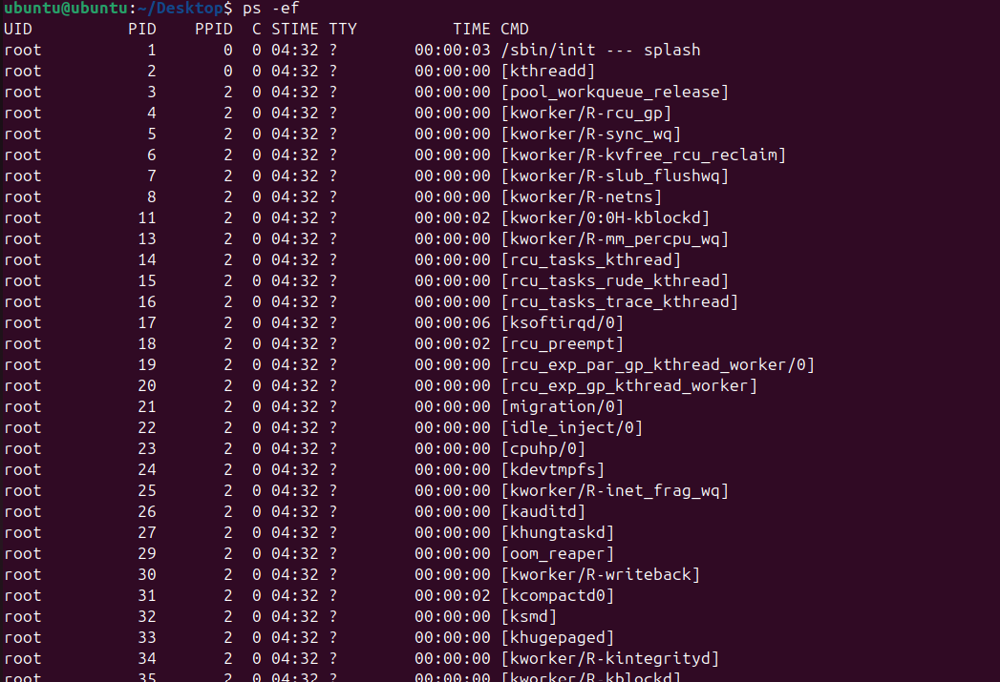 ubuntu@ubuntu:~/Desktop$ ps -ef
UID          PID    PPID  C STIME TTY          TIME CMD
root           1       0  0 04:32 ?        00:00:03 /sbin/init --- splash
root           2       0  0 04:32 ?        00:00:00 [kthreadd]
root           3       2  0 04:32 ?        00:00:00 [pool_workqueue_release]
root           4       2  0 04:32 ?        00:00:00 [kworker/R-rcu_gp]
root           5       2  0 04:32 ?        00:00:00 [kworker/R-sync_wq]
root           6       2  0 04:32 ?        00:00:00 [kworker/R-kvfree_rcu_reclaim]
root           7       2  0 04:32 ?        00:00:00 [kworker/R-slub_flushwq]
root           8       2  0 04:32 ?        00:00:00 [kworker/R-netns]
root          11       2  0 04:32 ?        00:00:02 [kworker/0:0H-kblockd]
root          13       2  0 04:32 ?        00:00:00 [kworker/R-mm_percpu_wq]
root          14       2  0 04:32 ?        00:00:00 [rcu_tasks_kthread]
root          15       2  0 04:32 ?        00:00:00 [rcu_tasks_rude_kthread]
root          16       2  0 04:32 ?        00:00:00 [rcu_tasks_trace_kthread]
root          17       2  0 04:32 ?        00:00:06 [ksoftirqd/0]
root          18       2  0 04:32 ?        00:00:02 [rcu_preempt]
root          19       2  0 04:32 ?        00:00:00 [rcu_exp_par_gp_kthread_worker/0]
root          20       2  0 04:32 ?        00:00:00 [rcu_exp_gp_kthread_worker]
root          21       2  0 04:32 ?        00:00:00 [migration/0]
root          22       2  0 04:32 ?        00:00:00 [idle_inject/0]
root          23       2  0 04:32 ?        00:00:00 [cpuhp/0]
root          24       2  0 04:32 ?        00:00:00 [kdevtmpfs]
root          25       2  0 04:32 ?        00:00:00 [kworker/R-inet_frag_wq]
root          26       2  0 04:32 ?        00:00:00 [kauditd]
root          27       2  0 04:32 ?        00:00:00 [khungtaskd]
root          29       2  0 04:32 ?        00:00:00 [oom_reaper]
root          30       2  0 04:32 ?        00:00:00 [kworker/R-writeback]
root          31       2  0 04:32 ?        00:00:02 [kcompactd0]
root          32       2  0 04:32 ?        00:00:00 [ksmd]
root          33       2  0 04:32 ?        00:00:00 [khugepaged]
root          34       2  0 04:32 ?        00:00:00 [kworker/R-kintegrityd]
root          35       2  0 04:32 ?        00:00:00 [kworker/R-kblockd]